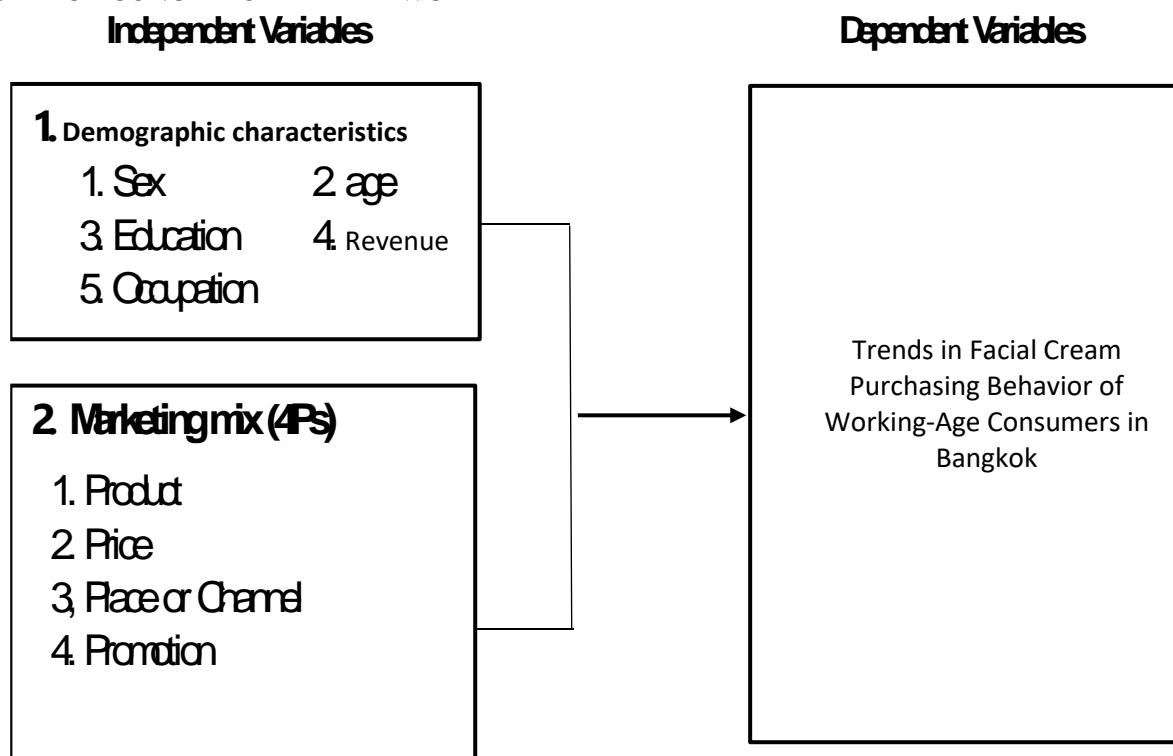 Independent Variables
Dependent Variables
1. Demographic characteristics
1. Sex 2. age
3. Education 4. Revenue
5. Occupation
2. Marketing mix (4Ps)
1. Product
2. Price
3, Place or Channel
4. Promotion
Trends in Facial Cream
Purchasing Behavior of
Working-Age Consumers in
Bangkok